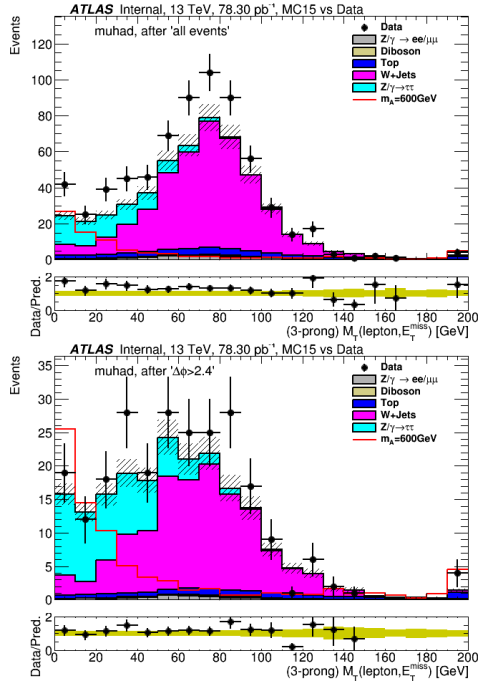 ATLAS Internal, 13 TeV, 78.30 pb⁻¹, MC15 vs Data
Events
muhad, after 'all events'
Data
Z/γ → ee/μμ
Diboson
Top
W+Jets
Z/γ→ττ
m_A=600GeV
120
100
80
60
40
20
0
Data/Pred.
2
1
0
0 20 40 60 80 100 120 140 160 180 200
(3-prong) M_T(lepton,E_T^miss) [GeV]
ATLAS Internal, 13 TeV, 78.30 pb⁻¹, MC15 vs Data
Events
muhad, after 'Δϕ>2.4'
Data
Z/γ → ee/μμ
Diboson
Top
W+Jets
Z/γ→ττ
m_A=600GeV
35
30
25
20
15
10
5
0
Data/Pred.
2
1
0
0 20 40 60 80 100 120 140 160 180 200
(3-prong) M_T(lepton,E_T^miss) [GeV]